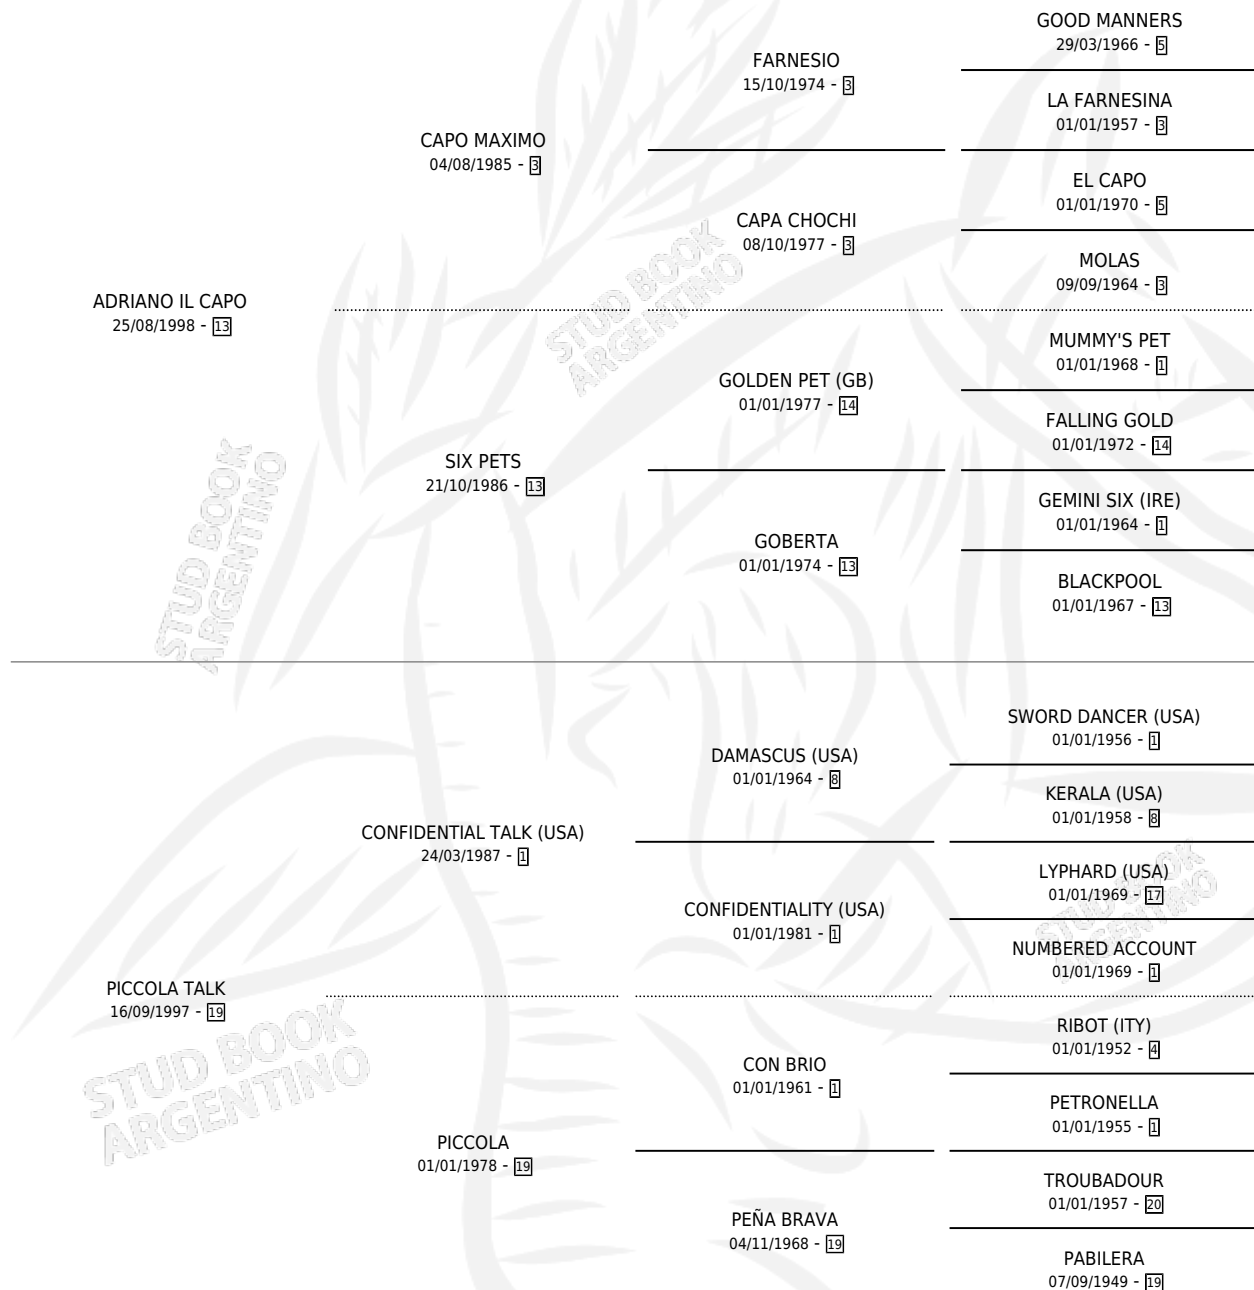 GOOD MANNERS
29/03/1966 - 5
FARNESIO
15/10/1974 - 3
LA FARNESINA
01/01/1957 - 3
CAPO MAXIMO
04/08/1985 - 3
EL CAPO
01/01/1970 - 5
CAPA CHOCHI
08/10/1977 - 3
MOLAS
09/09/1964 - 3
ADRIANO IL CAPO
25/08/1998 - 13
MUMMY'S PET
01/01/1968 - 1
GOLDEN PET (GB)
01/01/1977 - 14
FALLING GOLD
01/01/1972 - 14
SIX PETS
21/10/1986 - 13
GEMINI SIX (IRE)
01/01/1964 - 1
GOBERTA
01/01/1974 - 13
BLACKPOOL
01/01/1967 - 13
SWORD DANCER (USA)
01/01/1956 - 1
DAMASCUS (USA)
01/01/1964 - 8
KERALA (USA)
01/01/1958 - 8
CONFIDENTIAL TALK (USA)
24/03/1987 - 1
LYPHARD (USA)
01/01/1969 - 17
CONFIDENTIALITY (USA)
01/01/1981 - 1
NUMBERED ACCOUNT
01/01/1969 - 1
PICCOLA TALK
16/09/1997 - 19
RIBOT (ITY)
01/01/1952 - 4
CON BRIO
01/01/1961 - 1
PETRONELLA
01/01/1955 - 1
PICCOLA
01/01/1978 - 19
TROUBADOUR
01/01/1957 - 20
PEÑA BRAVA
04/11/1968 - 19
PABILERA
07/09/1949 - 19
STUD BOOK
ARGENTINO
STUD BOOK
ARGENTINO
STUD BOOK
ARGENTINO
STUD BOOK
ARGENTINO